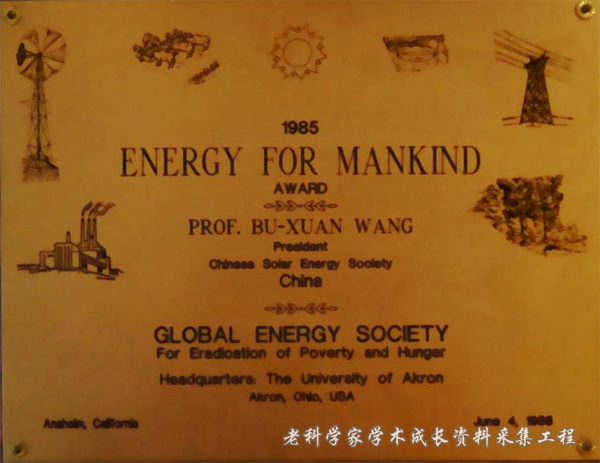 1985
ENERGY FOR MANKIND
AWARD
PROF. BU-XUAN WANG
President
Chinese Solar Energy Society
China
GLOBAL ENERGY SOCIETY
For Eradication of Poverty and Hunger
Headquarters: The University of Akron
Akron, Ohio, USA
Anaheim, California
June 4,
老科学家学术成长资料采集工程